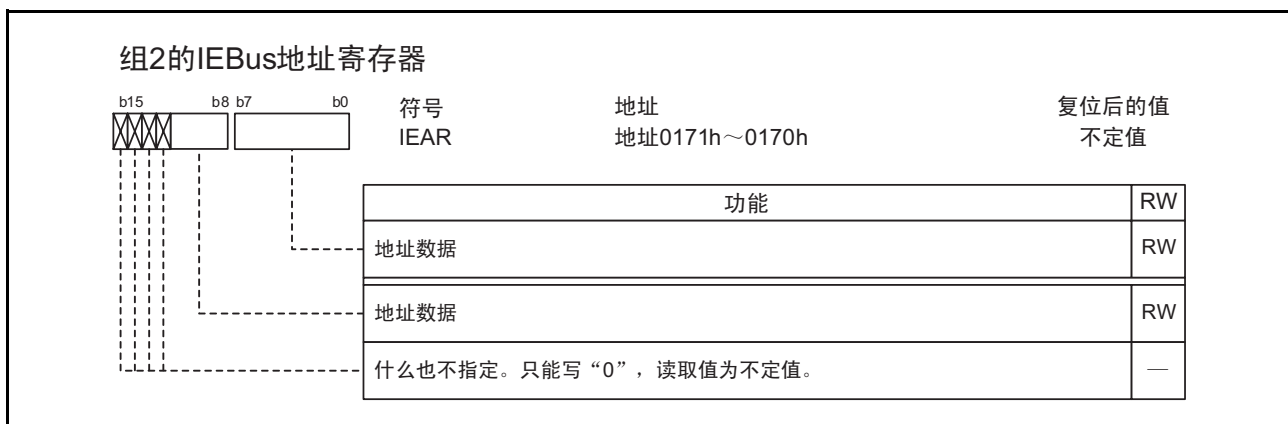 组2的IEBus地址寄存器
b15 b8 b7 b0 符号 地址 复位后的值
IEAR 地址0171h～0170h 不定值
功能 RW
地址数据 RW
地址数据 RW
什么也不指定。只能写“0”，读取值为不定值。 —